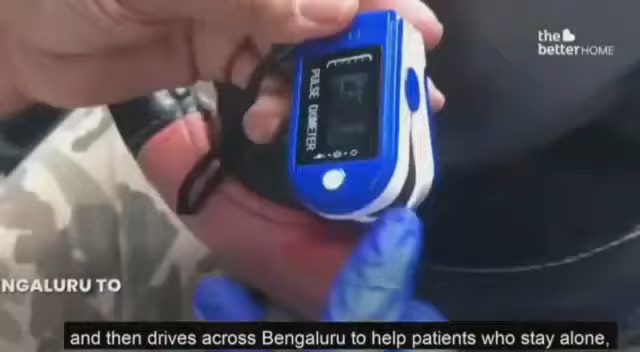 the
betterHOME
PULSE OXIMETER
NGALURU TO
and then drives across Bengaluru to help patients who stay alone,